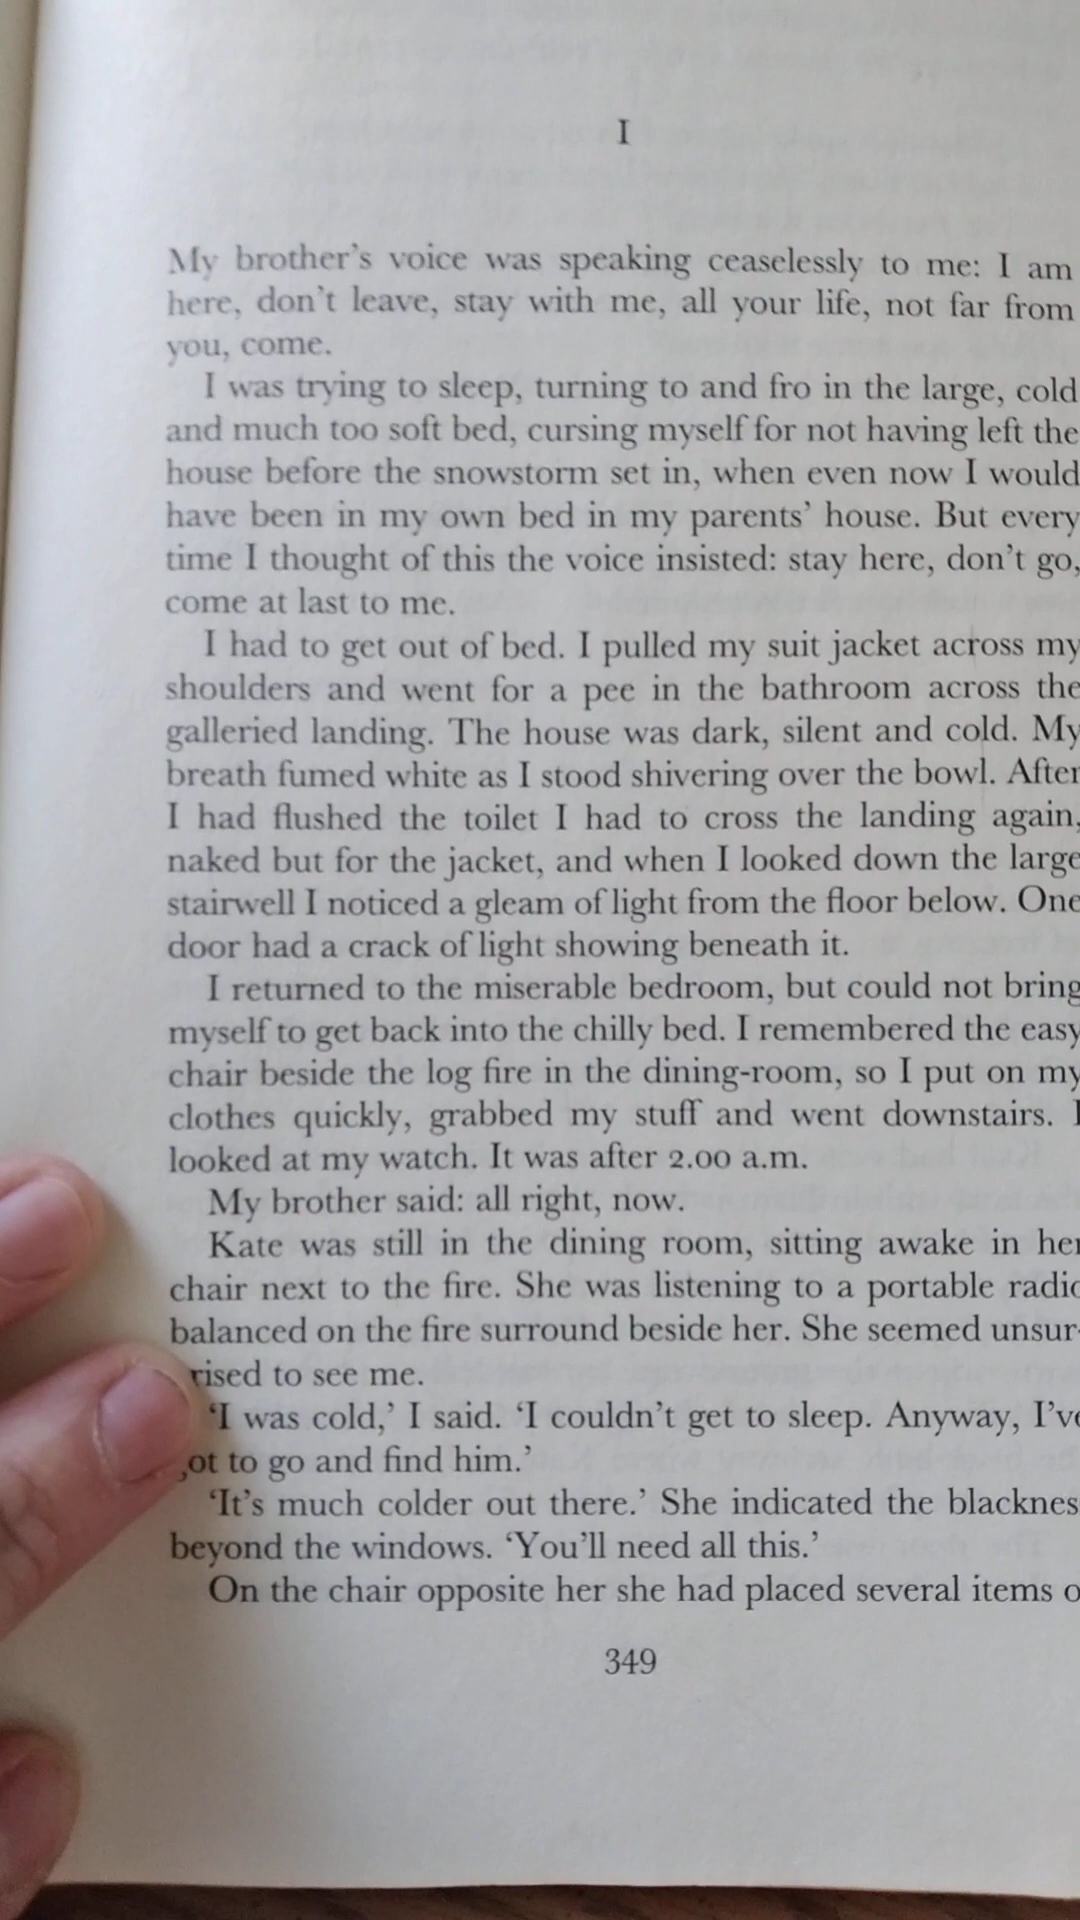 I
My brother's voice was speaking ceaselessly to me: I am
here, don't leave, stay with me, all your life, not far from
you, come.
I was trying to sleep, turning to and fro in the large, cold
and much too soft bed, cursing myself for not having left the
house before the snowstorm set in, when even now I would
have been in my own bed in my parents' house. But every
time I thought of this the voice insisted: stay here, don't go,
come at last to me.
I had to get out of bed. I pulled my suit jacket across my
shoulders and went for a pee in the bathroom across the
galleried landing. The house was dark, silent and cold. My
breath fumed white as I stood shivering over the bowl. After
I had flushed the toilet I had to cross the landing again,
naked but for the jacket, and when I looked down the large
stairwell I noticed a gleam of light from the floor below. One
door had a crack of light showing beneath it.
I returned to the miserable bedroom, but could not bring
myself to get back into the chilly bed. I remembered the easy
chair beside the log fire in the dining-room, so I put on my
clothes quickly, grabbed my stuff and went downstairs. I
looked at my watch. It was after 2.00 a.m.
My brother said: all right, now.
Kate was still in the dining room, sitting awake in her
chair next to the fire. She was listening to a portable radio
balanced on the fire surround beside her. She seemed unsur-
rised to see me.
'I was cold,' I said. 'I couldn't get to sleep. Anyway, I've
ot to go and find him.'
'It's much colder out there.' She indicated the blacknes
beyond the windows. 'You'll need all this.'
On the chair opposite her she had placed several items o
349